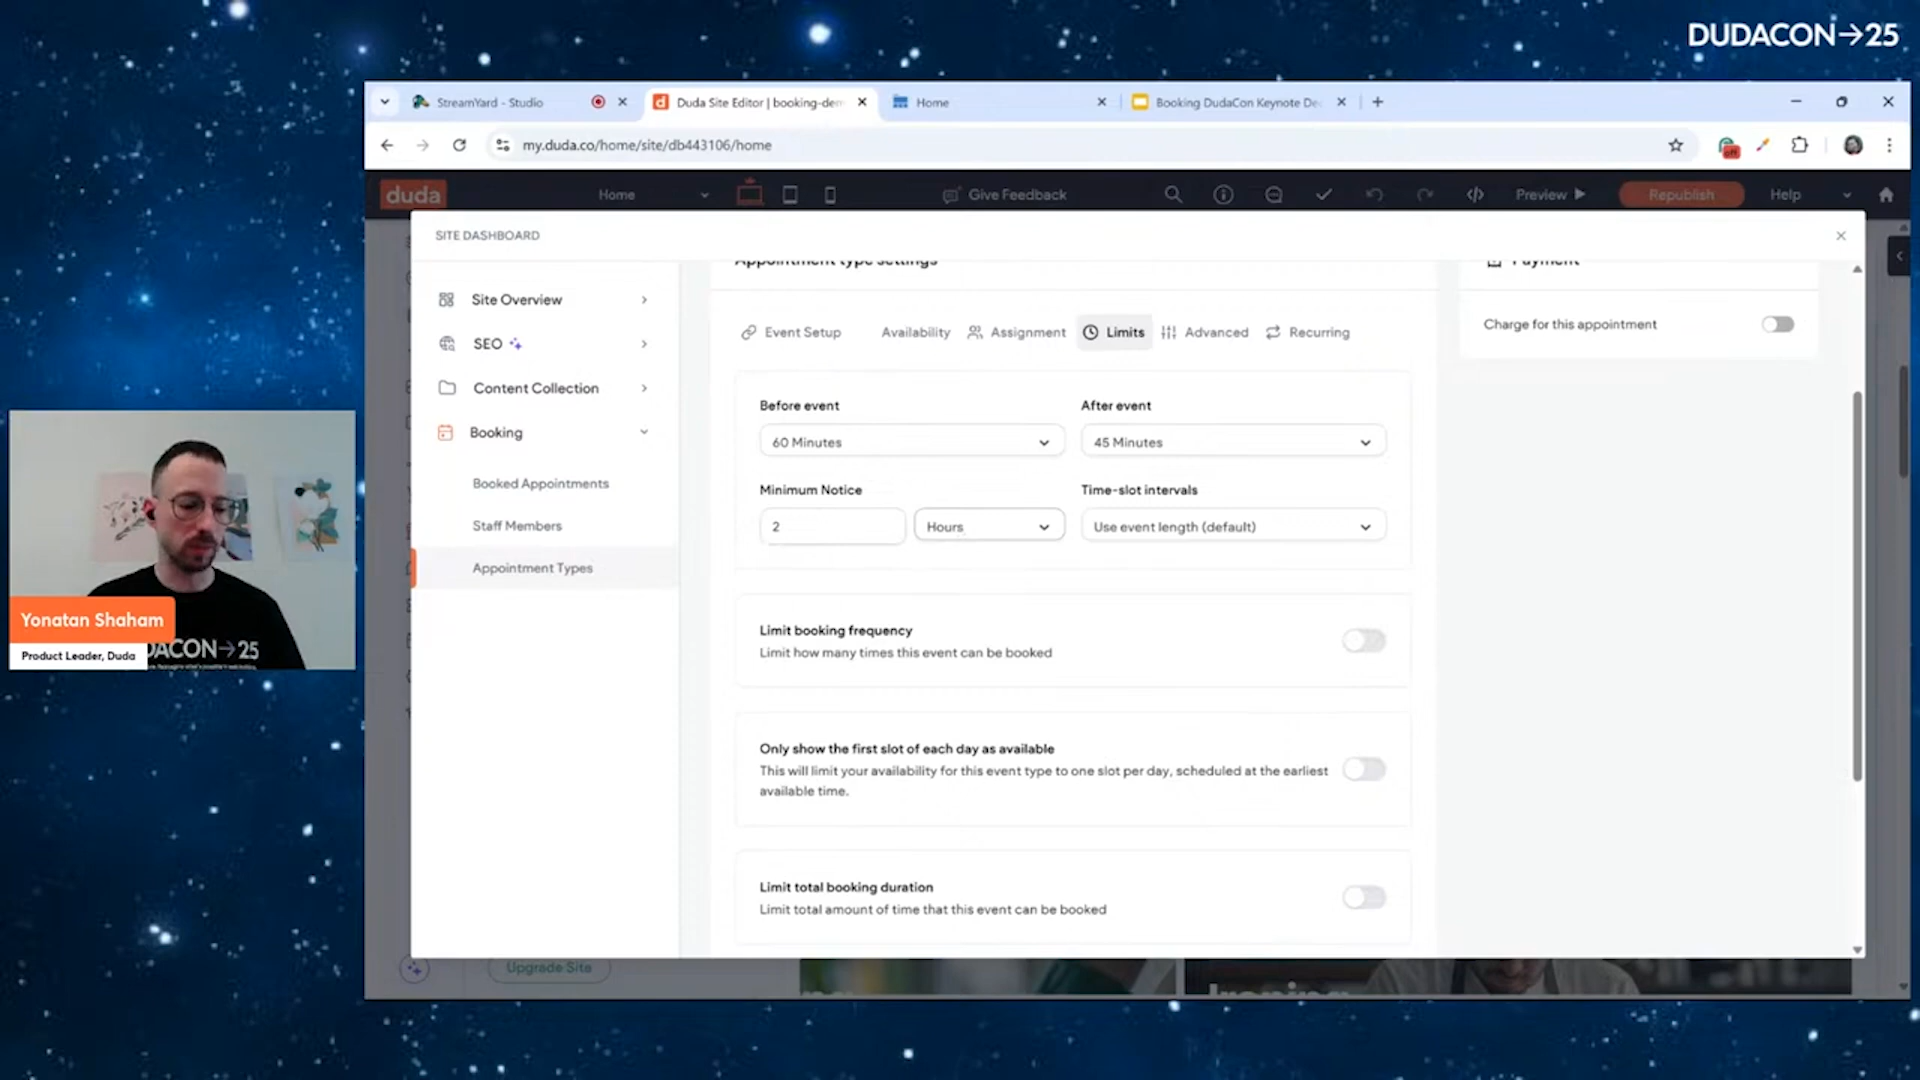 DUDACON→25
StreamYard - Studio
Duda Site Editor | booking-dem
Home
Booking DudaCon Keynote De
my.duda.co/home/site/db443106/home
off
duda
Home
Give Feedback
Preview
Republish
Help
SITE DASHBOARD
Appointment type settings
Payment
Site Overview
SEO
Content Collection
Booking
Booked Appointments
Staff Members
Appointment Types
Event Setup
Availability
Assignment
Limits
Advanced
Recurring
Charge for this appointment
Before event
After event
60 Minutes
45 Minutes
Minimum Notice
Time-slot intervals
2
Hours
Use event length (default)
Limit booking frequency
Limit how many times this event can be booked
Only show the first slot of each day as available
This will limit your availability for this event type to one slot per day, scheduled at the earliest
available time.
Limit total booking duration
Limit total amount of time that this event can be booked
Upgrade Site
Yonatan Shaham
Product Leader, Duda
DACON→25